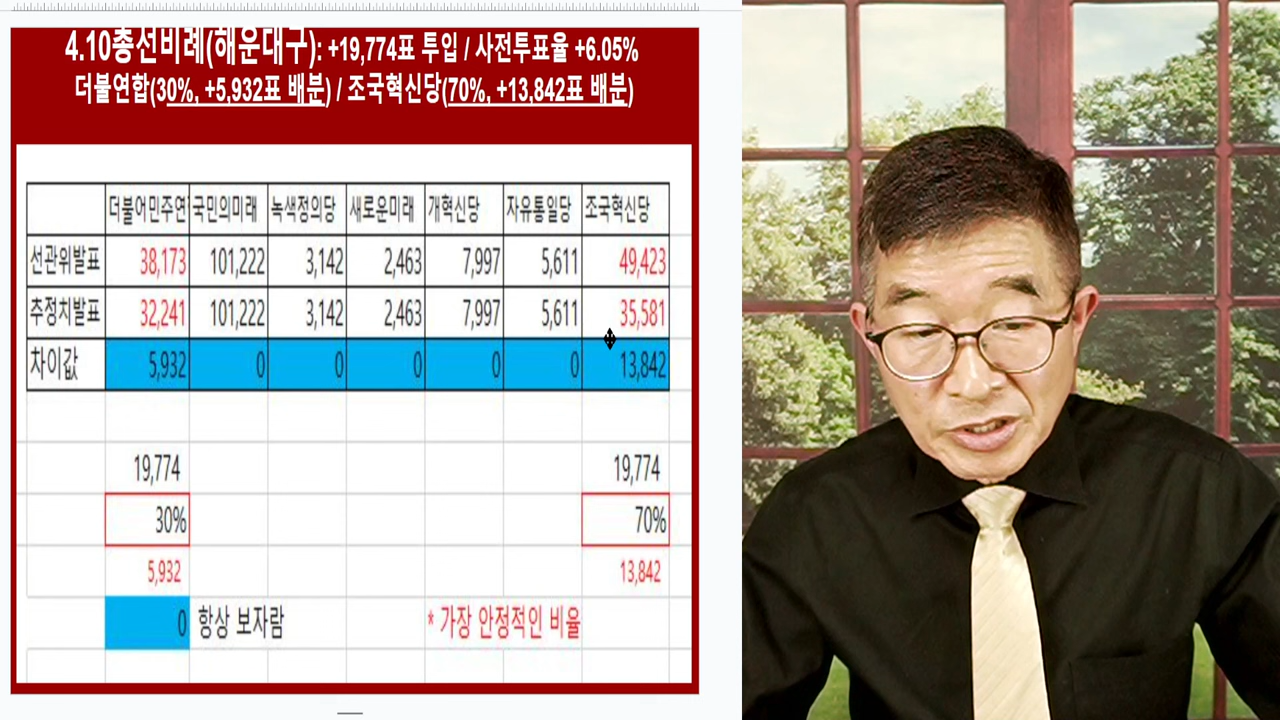 4.10총선비례(해운대구): +19,774표 투입 / 사전투표율 +6.05%
더불연합(30%, +5,932표 배분) / 조국혁신당(70%, +13,842표 배분)
더불어민주연 국민의미래 녹색정의당 새로운미래 개혁신당 자유통일당 조국혁신당
선관위발표 38,173 101,222 3,142 2,463 7,997 5,611 49,423
추정치발표 32,241 101,222 3,142 2,463 7,997 5,611 35,581
차이값 5,932 0 0 0 0 0 13,842
19,774 19,774
30% 70%
5,932 13,842
0 항상 보자람 * 가장 안정적인 비율